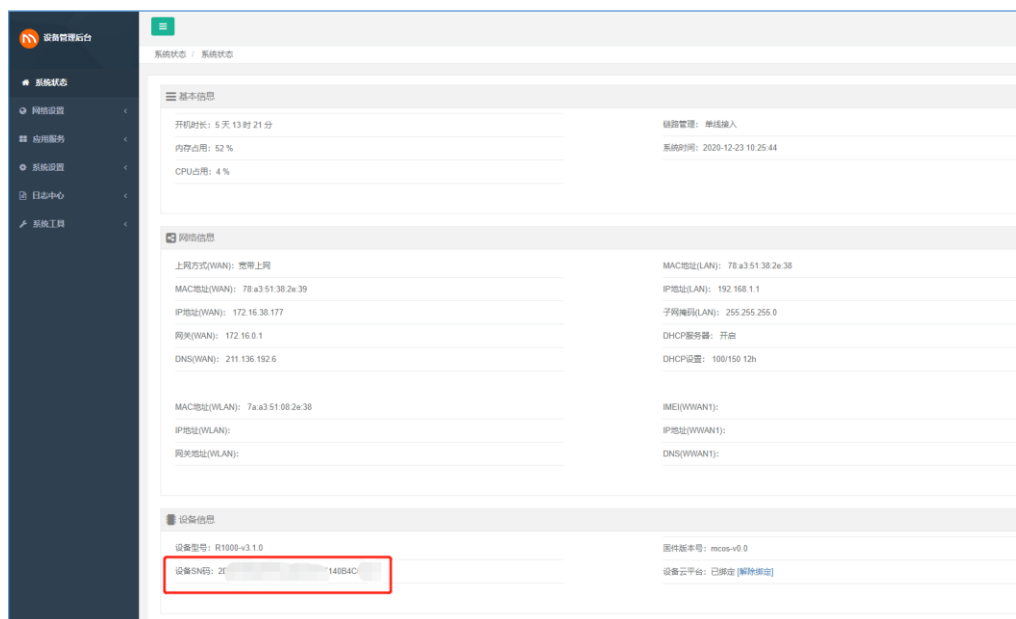 设备管理后台
系统状态
网络设置
应用服务
系统设置
日志中心
系统工具
系统状态 / 系统状态
基本信息
开机时长: 5 天 13 时 21 分
链路管理: 单线接入
内存占用: 52 %
系统时间: 2020-12-23 10:25:44
CPU占用: 4 %
网络信息
上网方式(WAN): 宽带上网
MAC地址(LAN): 78:a3:51:38:2e:38
MAC地址(WAN): 78:a3:51:38:2e:39
IP地址(LAN): 192.168.1.1
IP地址(WAN): 172.16.38.177
子网掩码(LAN): 255.255.255.0
网关(WAN): 172.16.0.1
DHCP服务器: 开启
DNS(WAN): 211.136.192.6
DHCP设置: 100/150 12h
MAC地址(WLAN): 7a:a3:51:08:2e:38
IMEI(WWAN1):
IP地址(WLAN):
IP地址(WWAN1):
网关地址(WLAN):
DNS(WWAN1):
设备信息
设备型号: R1000-v3.1.0
固件版本号: mcos-v0.0
设备SN码: 140B4C
设备云平台: 已绑定 [解除绑定]